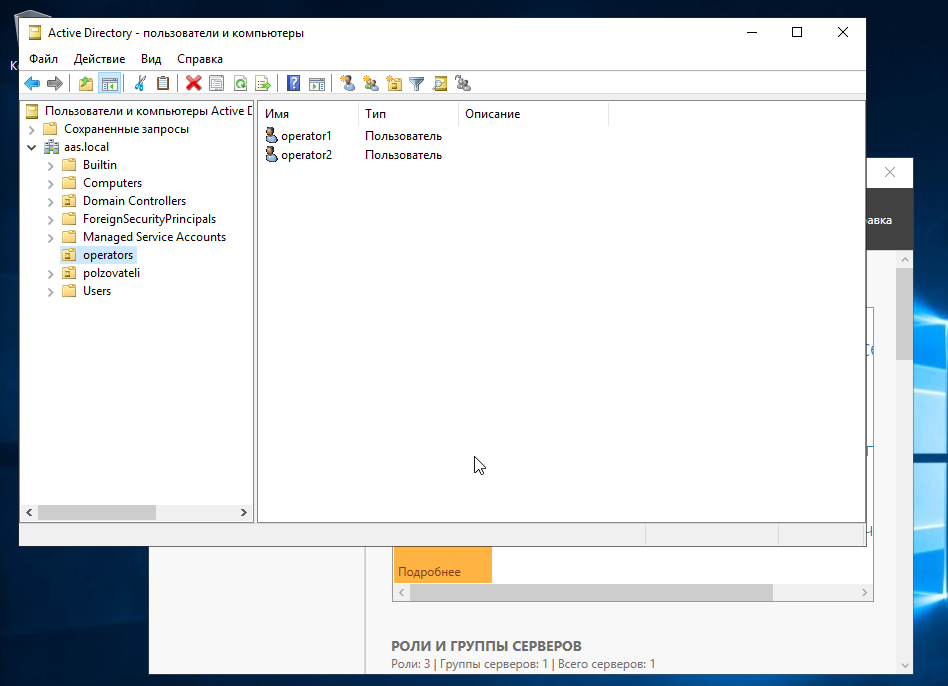 Active Directory - пользователи и компьютеры
Файл Действие Вид Справка
Пользователи и компьютеры Active D
Сохраненные запросы
aas.local
Builtin
Computers
Domain Controllers
ForeignSecurityPrincipals
Managed Service Accounts
operators
polzovateli
Users
Имя Тип Описание
operator1 Пользователь
operator2 Пользователь
авка
Подробнее
РОЛИ И ГРУППЫ СЕРВЕРОВ
Роли: 3 | Группы серверов: 1 | Всего серверов: 1